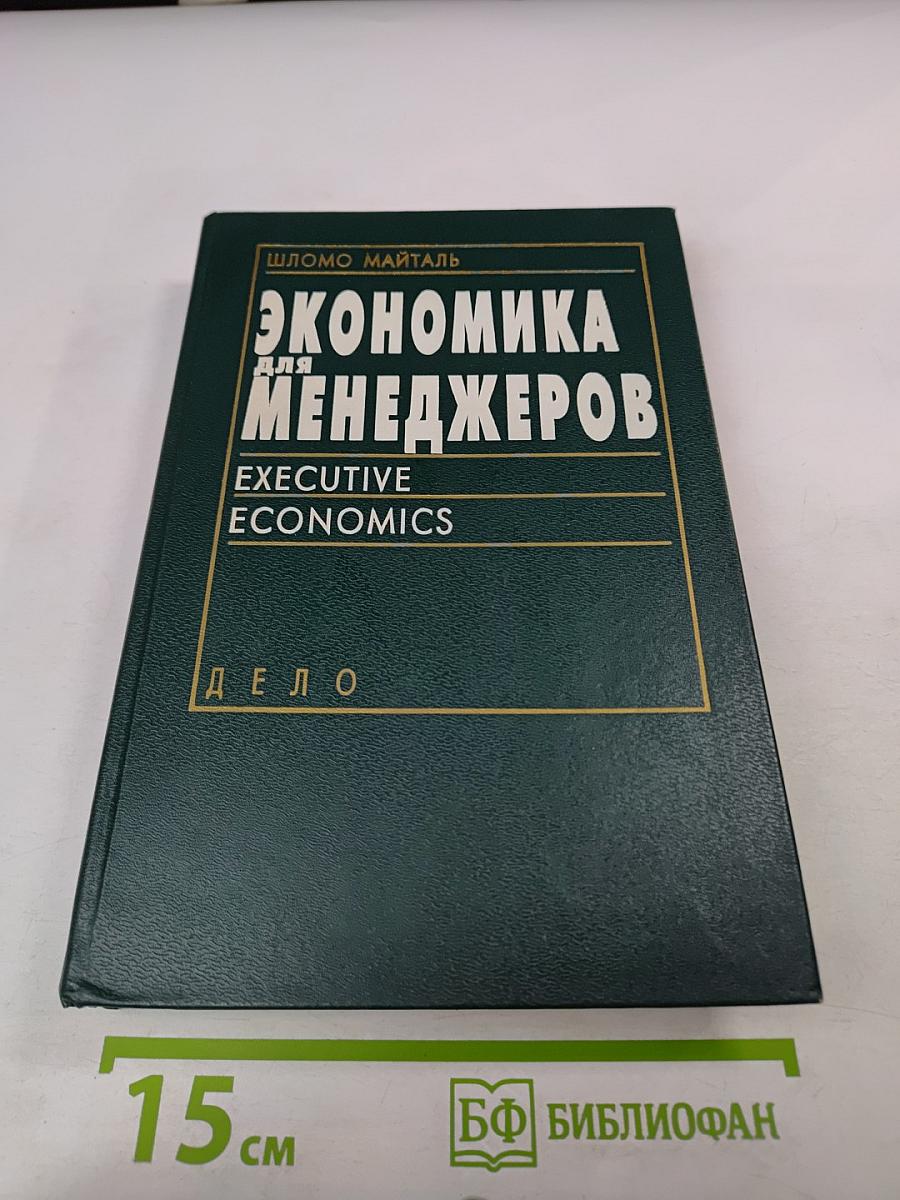 ШЛОМО МАЙТАЛЬ
ЭКОНОМИКА
для
МЕНЕДЖЕРОВ
EXECUTIVE
ECONOMICS
ДЕЛО
15 см
БФ БИБЛИОФАН